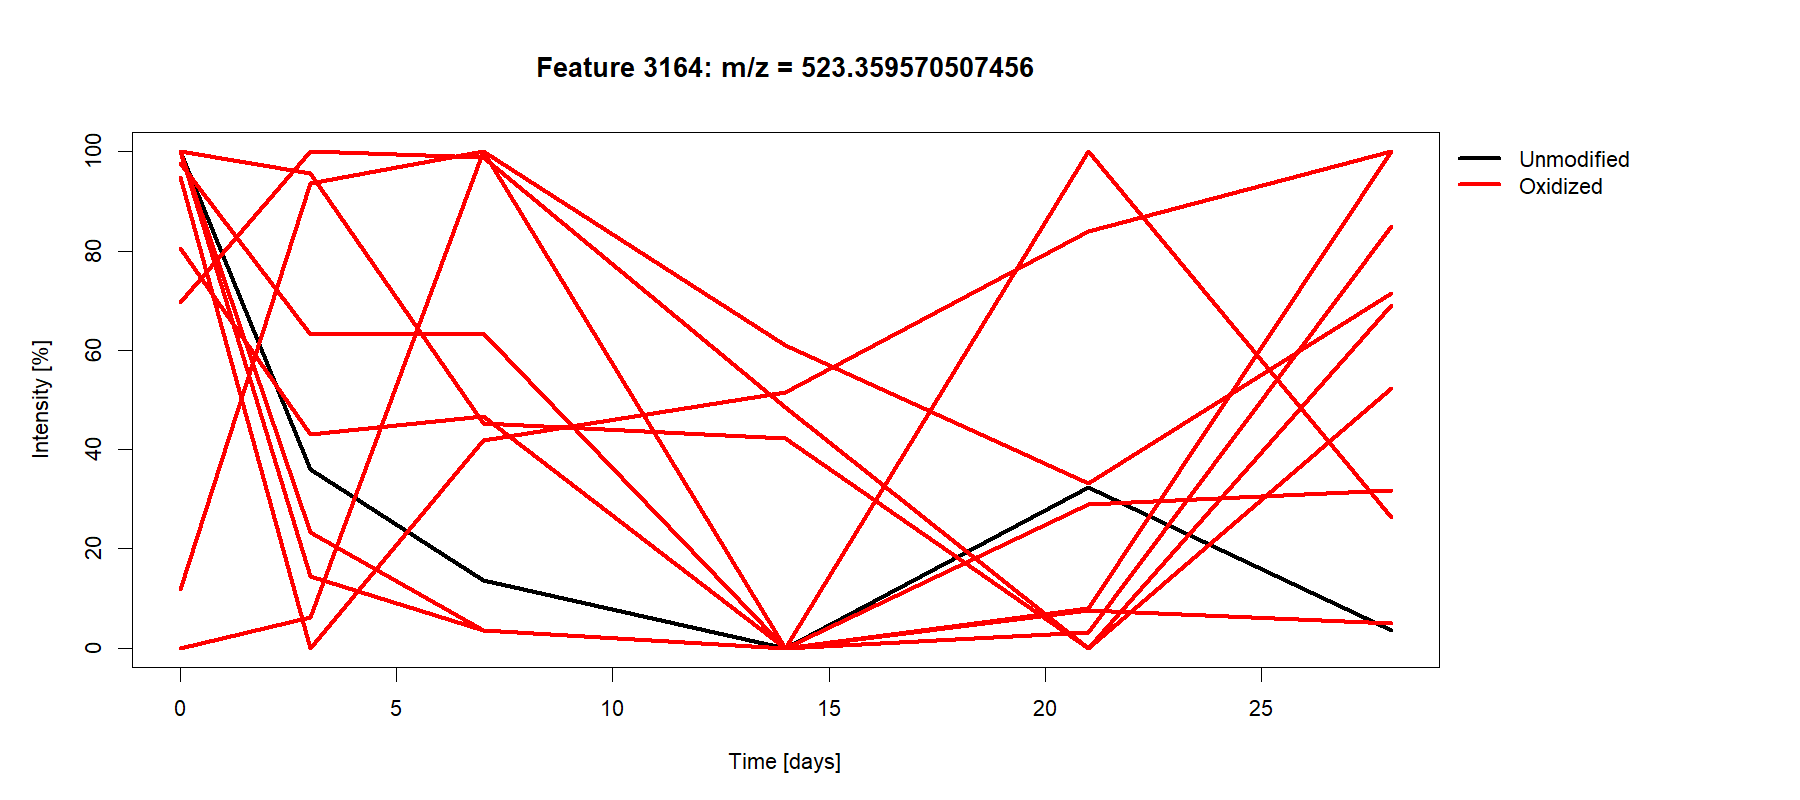 Feature 3164: m/z = 523.359570507456
Unmodified
Oxidized
Intensity [%]
100
80
60
40
20
0
0 5 10 15 20 25
Time [days]